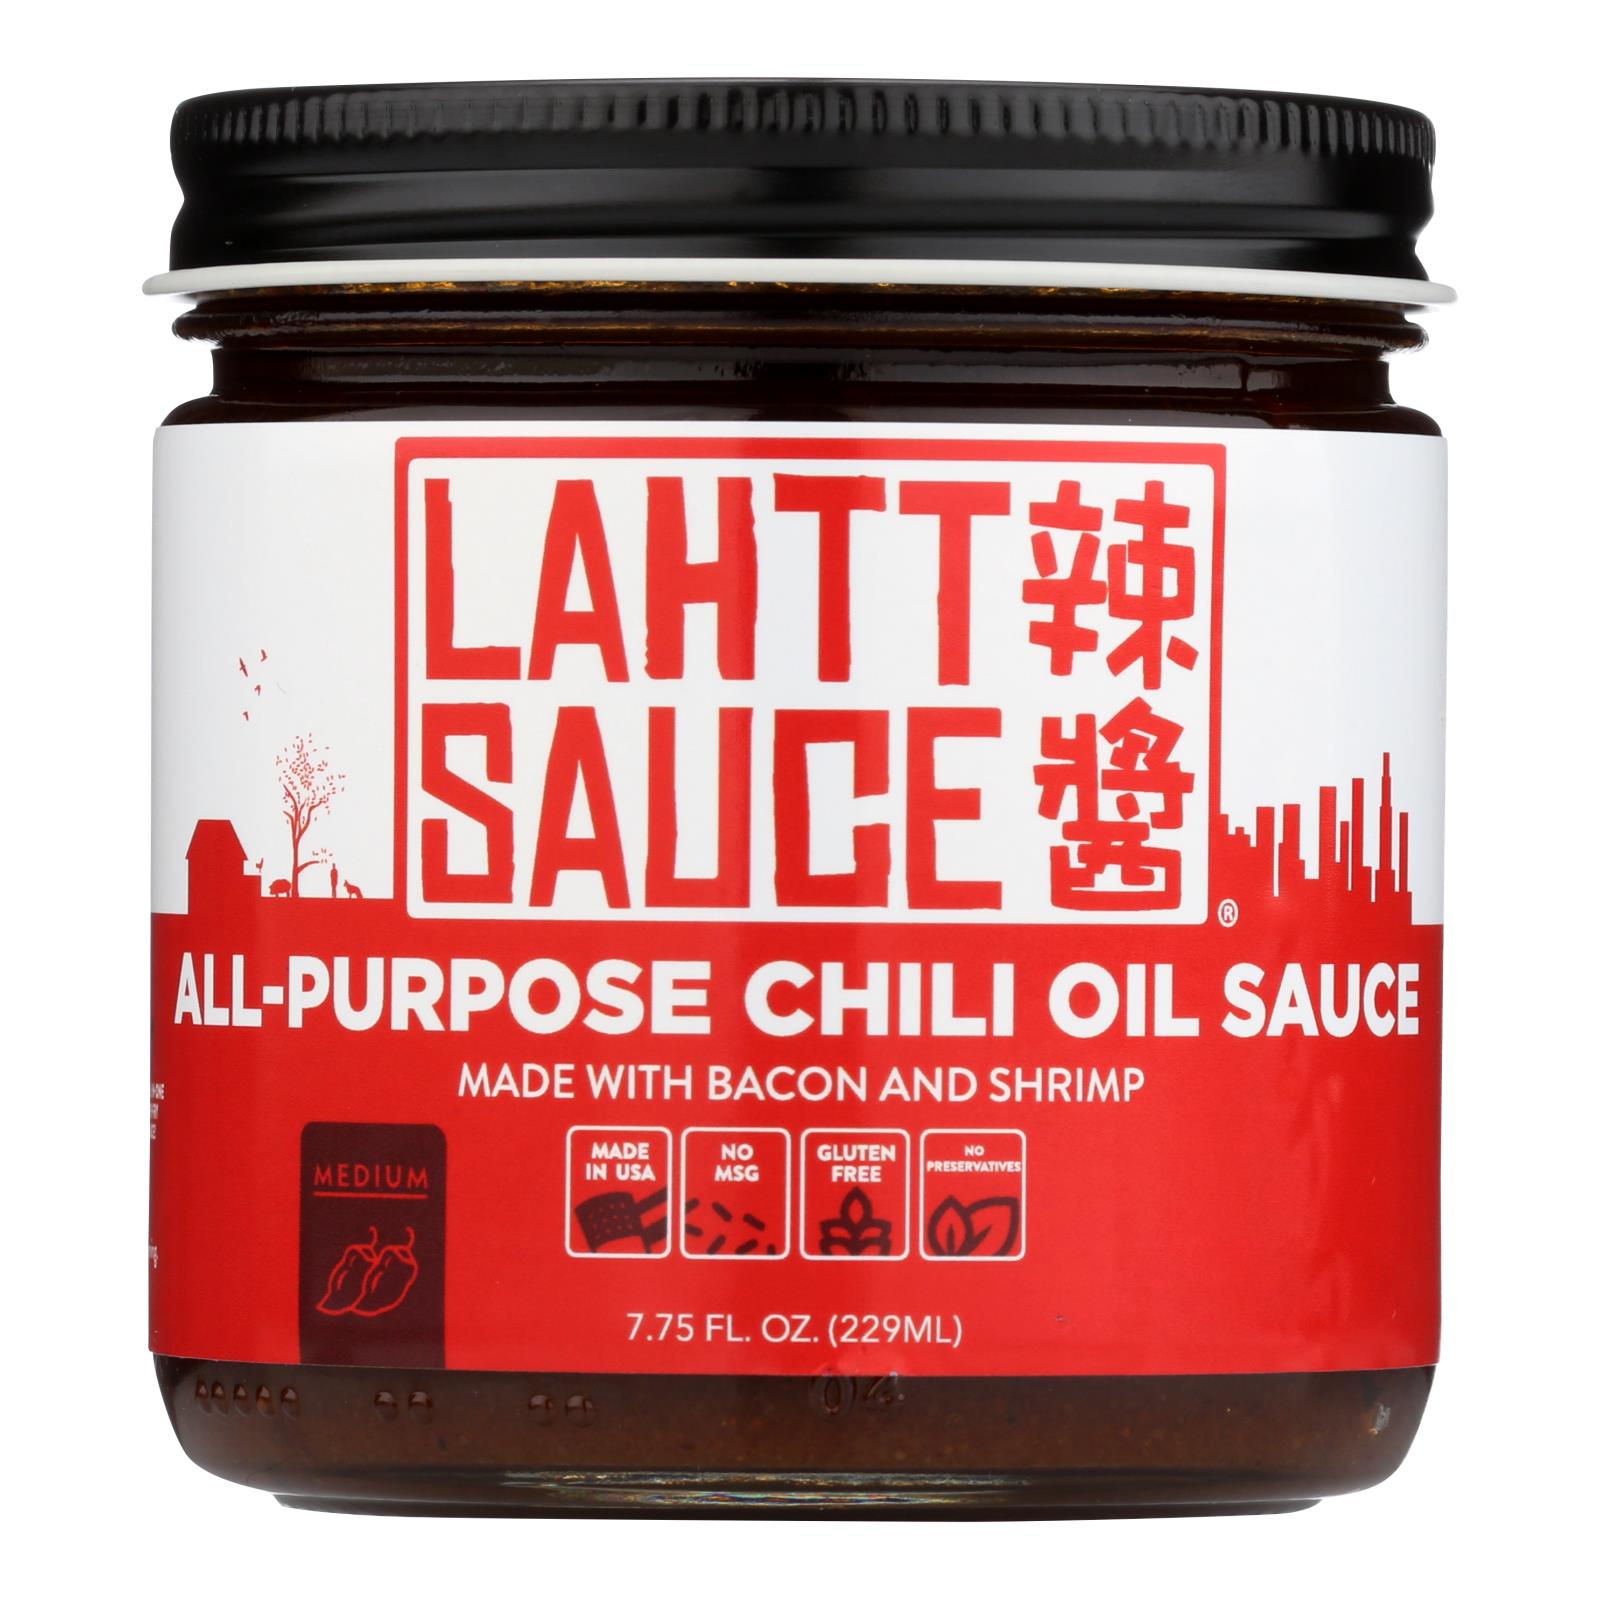 LAHTT 辣
SAUCE 醬
®
ALL-PURPOSE CHILI OIL SAUCE
MADE WITH BACON AND SHRIMP
MEDIUM
MADE
IN USA
NO
MSG
GLUTEN
FREE
NO
PRESERVATIVES
7.75 FL. OZ. (229ML)